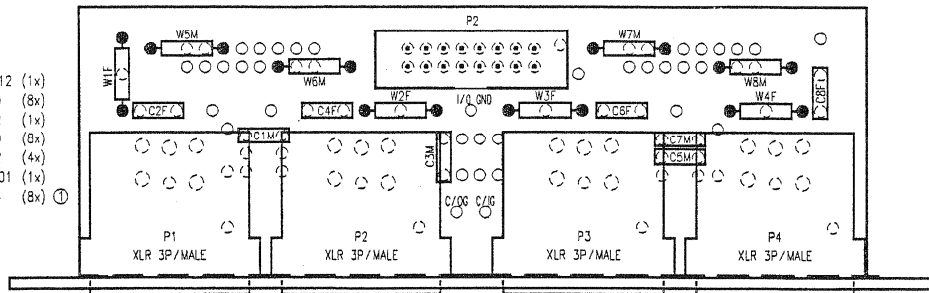 P2
W5M
W7M
W1F
W6M
W8M
12 (1x)
(8x)
(1x)
(8x)
(4x)
01 (1x)
(8x) ①
C2F
C4F
W2F
I/O GND
W3F
C6F
W4F
C8F
C1M
C3M
C7M
C5M
C/OG C/IG
P1
XLR 3P/MALE
P2
XLR 3P/MALE
P3
XLR 3P/MALE
P4
XLR 3P/MALE